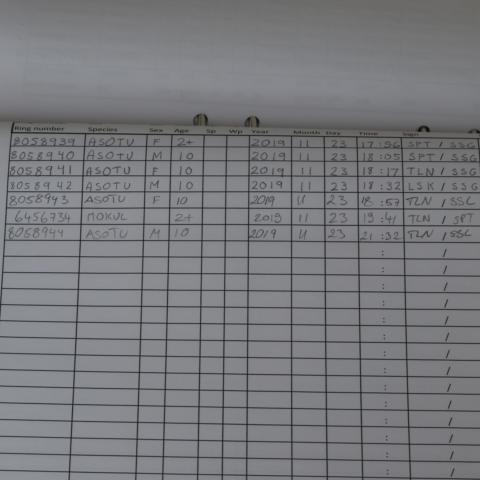 Ring number Species Sex Age Sp Wp Year Month Day Time Sign
8058939 ASOTU F 2+ 2019 11 23 17:56 SPT / SSG
8058940 ASOTU M 10 2019 11 23 18:05 SPT / SSG
8058941 ASOTU F 10 2019 11 23 18:17 TLN / SSG
8058942 ASOTU M 10 2019 11 23 18:32 LSK / SSG
8058943 ASOTU F 10 2019 11 23 18:57 TLN / SSG
6456734 MOKUL 2+ 2019 11 23 19:41 TLN / SPT
8058944 ASOTU M 10 2019 11 23 21:32 TLN / SSG
: /
: /
: /
: /
: /
: /
: /
: /
: /
: /
: /
: /
: /
: /